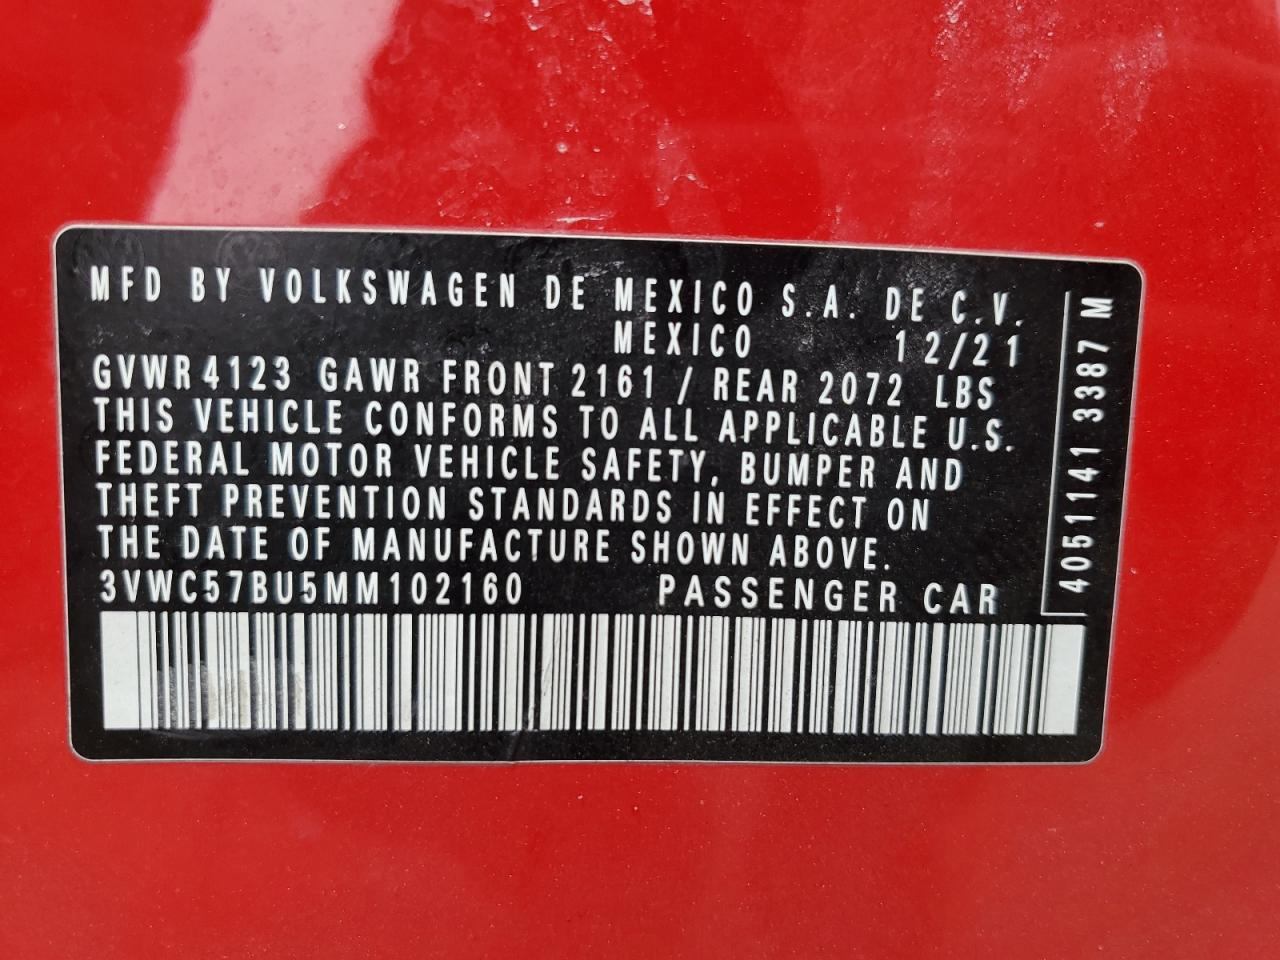 MFD BY VOLKSWAGEN DE MEXICO S.A. DE C.V.
MEXICO 12/21
GVWR 4123 GAWR FRONT 2161 / REAR 2072 LBS
THIS VEHICLE CONFORMS TO ALL APPLICABLE U.S.
FEDERAL MOTOR VEHICLE SAFETY, BUMPER AND
THEFT PREVENTION STANDARDS IN EFFECT ON
THE DATE OF MANUFACTURE SHOWN ABOVE.
3VWC57BU5MM102160 PASSENGER CAR
4051141 3387 M